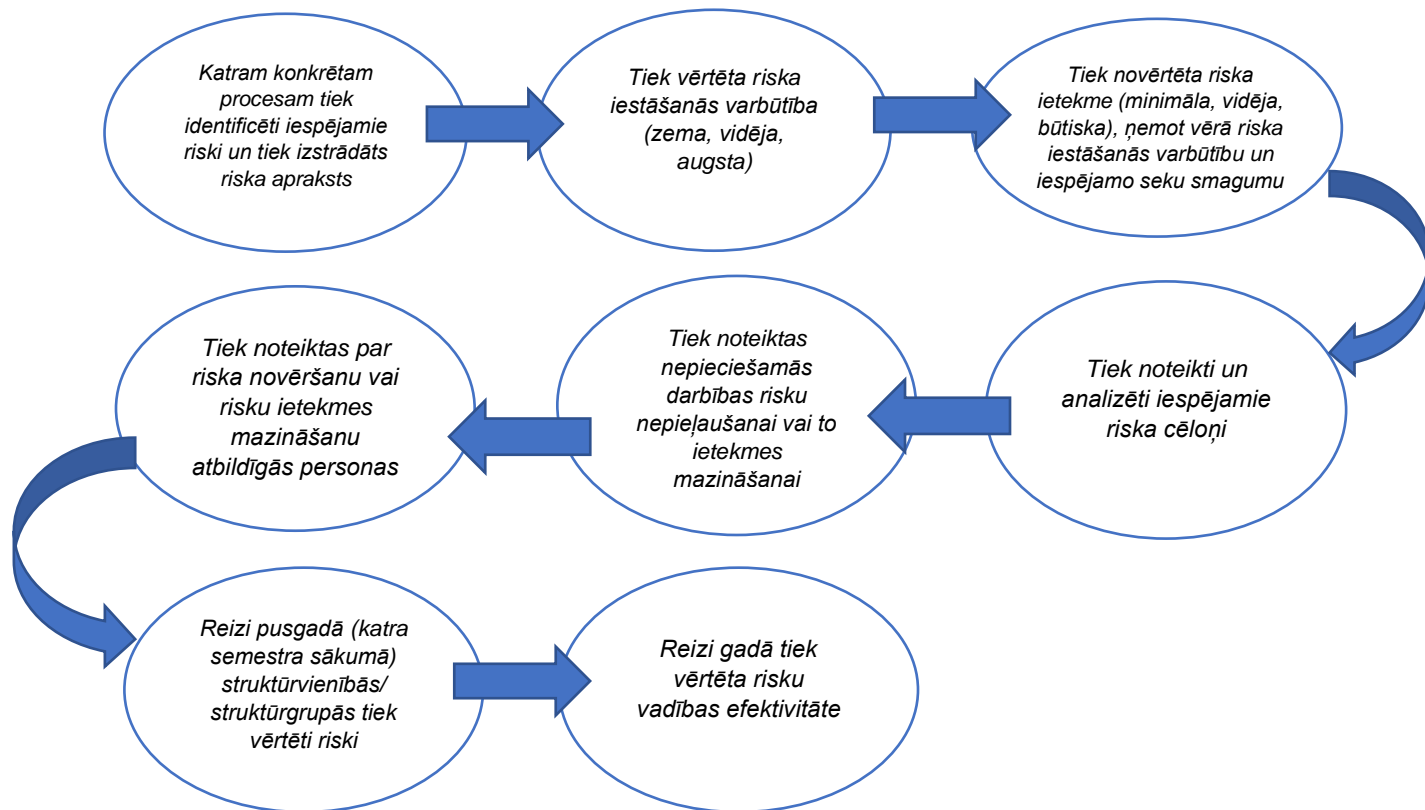 Katram konkrētam
procesam tiek
identificēti iespējamie
riski un tiek izstrādāts
riska apraksts
Tiek vērtēta riska
iestāšanās varbūtība
(zema, vidēja,
augsta)
Tiek novērtēta riska
ietekme (minimāla, vidēja,
būtiska), ņemot vērā riska
iestāšanās varbūtību un
iespējamo seku smagumu
Tiek noteikti un
analizēti iespējamie
riska cēloņi
Tiek noteiktas
nepieciešamās
darbības risku
nepieļaušanai vai to
ietekmes
mazināšanai
Tiek noteiktas par
riska novēršanu vai
risku ietekmes
mazināšanu
atbildīgās personas
Reizi pusgadā (katra
semestra sākumā)
struktūrvienībās/
struktūrgrupās tiek
vērtēti riski
Reizi gadā tiek
vērtēta risku
vadības efektivitāte